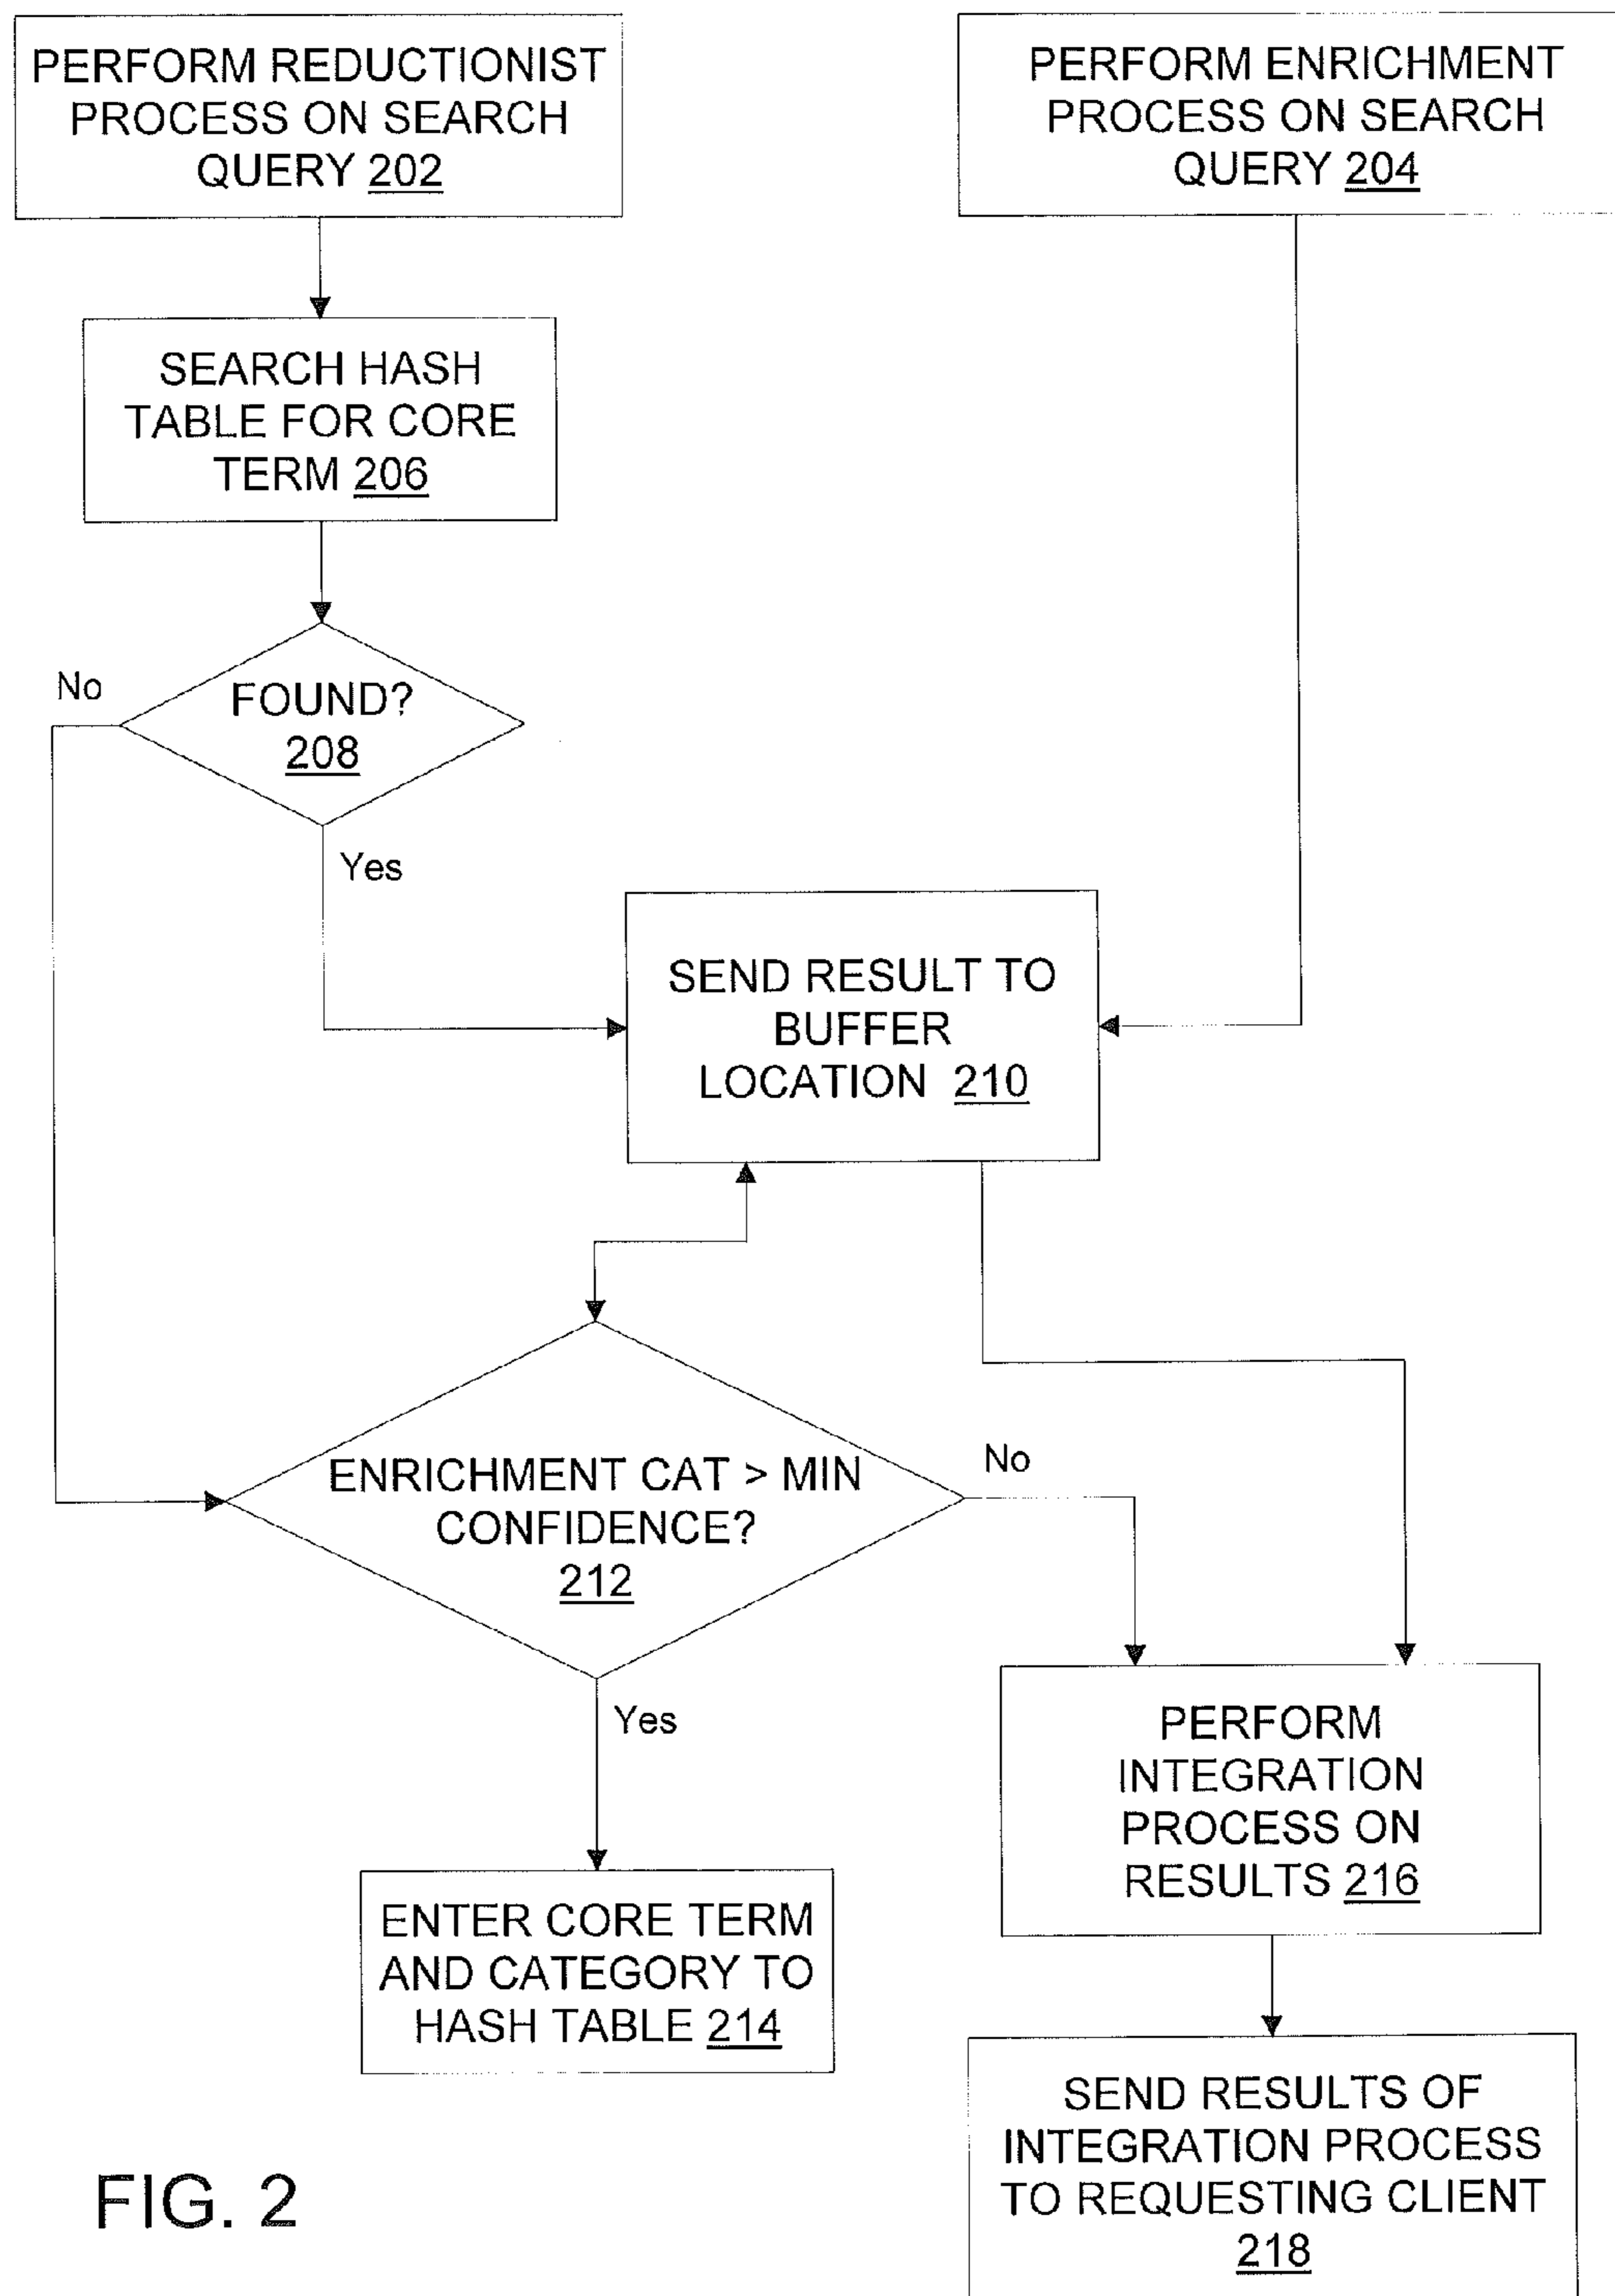 PERFORM REDUCTIONIST
PROCESS ON SEARCH
QUERY 202
PERFORM ENRICHMENT
PROCESS ON SEARCH
QUERY 204
SEARCH HASH
TABLE FOR CORE
TERM 206
No
FOUND?
208
Yes
SEND RESULT TO
BUFFER
LOCATION 210
ENRICHMENT CAT > MIN
CONFIDENCE?
212
No
Yes
PERFORM
INTEGRATION
PROCESS ON
RESULTS 216
ENTER CORE TERM
AND CATEGORY TO
HASH TABLE 214
SEND RESULTS OF
INTEGRATION PROCESS
TO REQUESTING CLIENT
218
FIG. 2